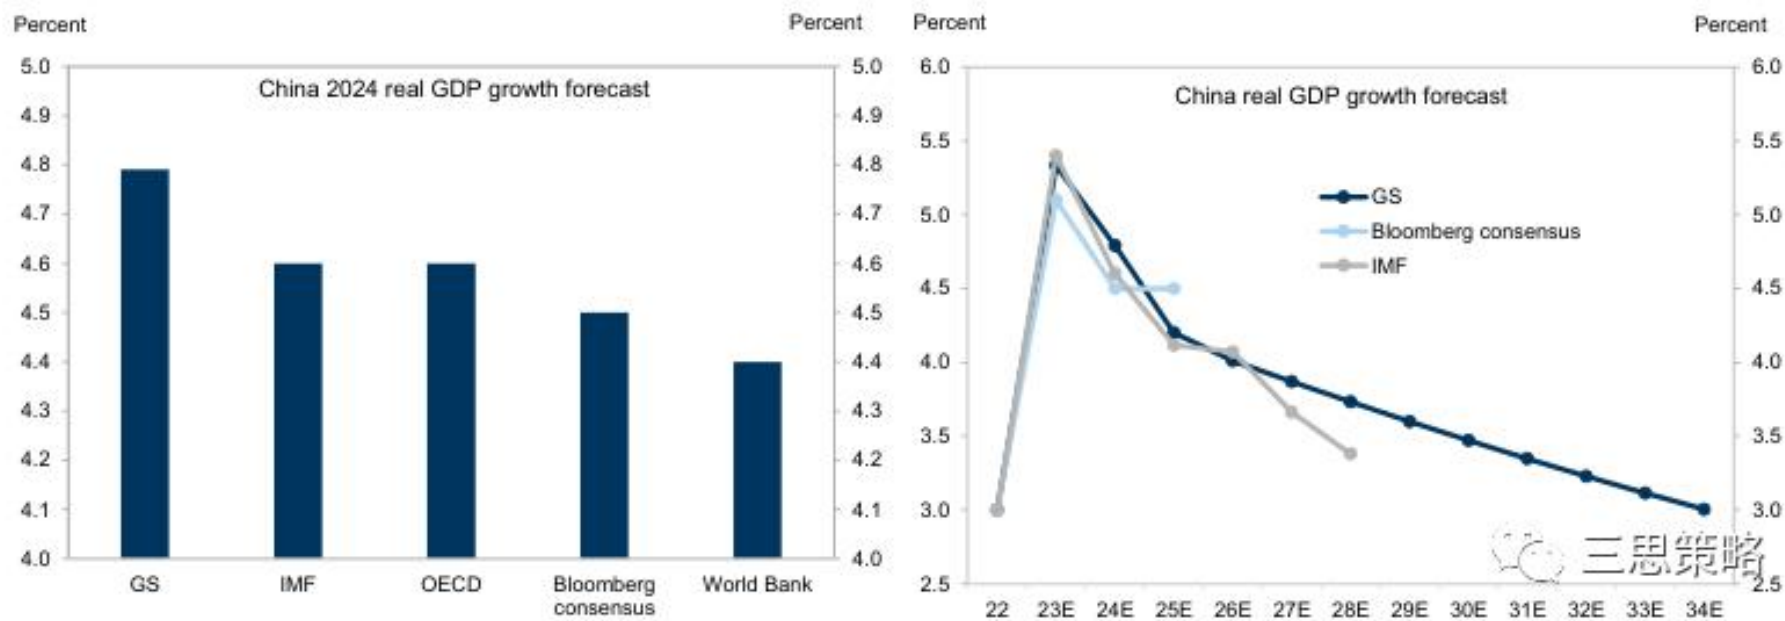 Percent
Percent
China 2024 real GDP growth forecast
5.0
4.9
4.8
4.7
4.6
4.5
4.4
4.3
4.2
4.1
4.0
5.0
4.9
4.8
4.7
4.6
4.5
4.4
4.3
4.2
4.1
4.0
GS
IMF
OECD
Bloomberg
consensus
World Bank
Percent
Percent
China real GDP growth forecast
6.0
5.5
5.0
4.5
4.0
3.5
3.0
2.5
GS
Bloomberg consensus
IMF
6.0
5.5
5.0
4.5
4.0
3.5
3.0
2.5
22 23E 24E 25E 26E 27E 28E 29E 30E 31E 32E 33E 34E
三思策略